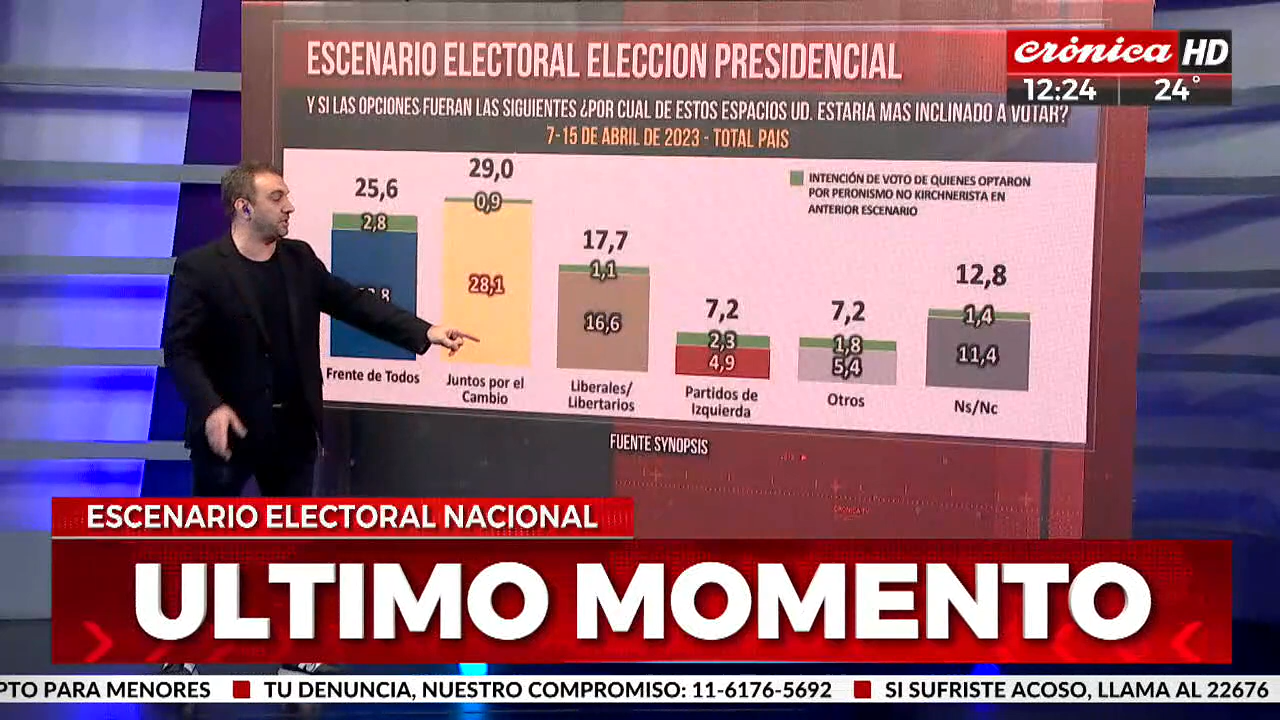 ESCENARIO ELECTORAL ELECCION PRESIDENCIAL
crónica HD
12:24 24°
Y SI LAS OPCIONES FUERAN LAS SIGUIENTES ¿POR CUAL DE ESTOS ESPACIOS UD. ESTARIA MAS INCLINADO A VOTAR?
7-15 DE ABRIL DE 2023 - TOTAL PAIS
INTENCIÓN DE VOTO DE QUIENES OPTARON
POR PERONISMO NO KIRCHNERISTA EN
ANTERIOR ESCENARIO
25,6
2,8
Frente de Todos
29,0
0,9
28,1
Juntos por el
Cambio
17,7
1,1
16,6
Liberales/
Libertarios
7,2
2,3
4,9
Partidos de
Izquierda
7,2
1,8
5,4
Otros
12,8
1,4
11,4
Ns/Nc
FUENTE SYNOPSIS
ESCENARIO ELECTORAL NACIONAL
ULTIMO MOMENTO
PTO PARA MENORES TU DENUNCIA, NUESTRO COMPROMISO: 11-6176-5692 SI SUFRISTE ACOSO, LLAMA AL 22676